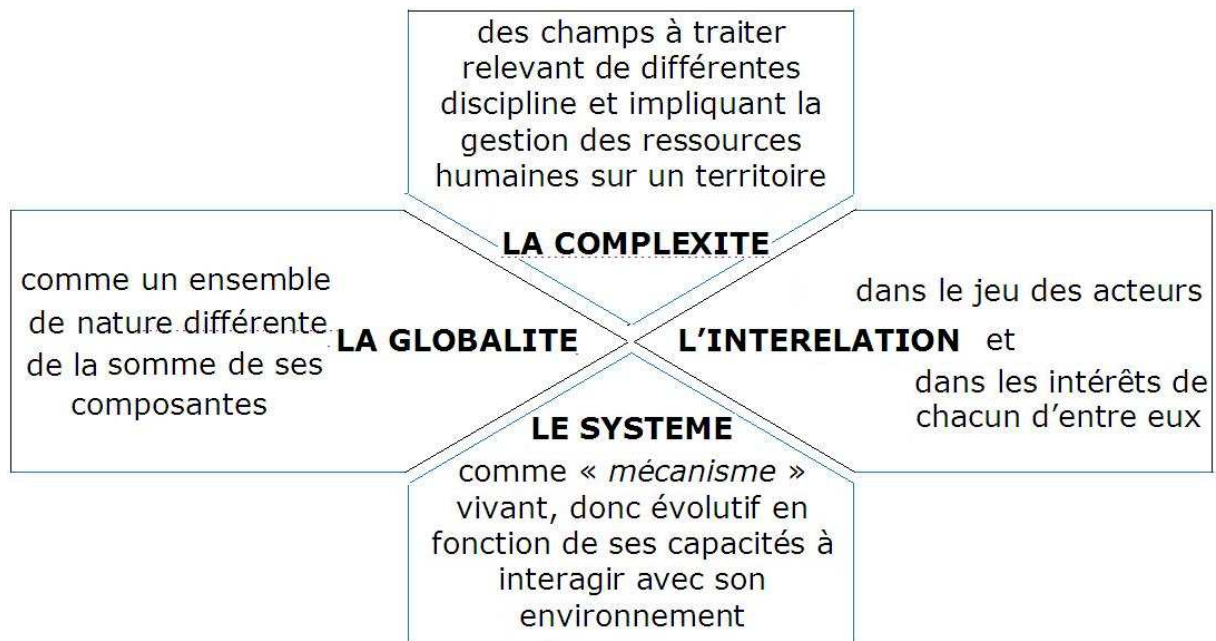 des champs à traiter
relevant de différentes
discipline et impliquant la
gestion des ressources
humaines sur un territoire
LA COMPLEXITE
comme un ensemble
de nature différente
de la somme de ses
composantes
LA GLOBALITE
dans le jeu des acteurs
L'INTERELATION et
dans les intérêts de
chacun d'entre eux
LE SYSTEME
comme « mécanisme »
vivant, donc évolutif en
fonction de ses capacités à
interagir avec son
environnement